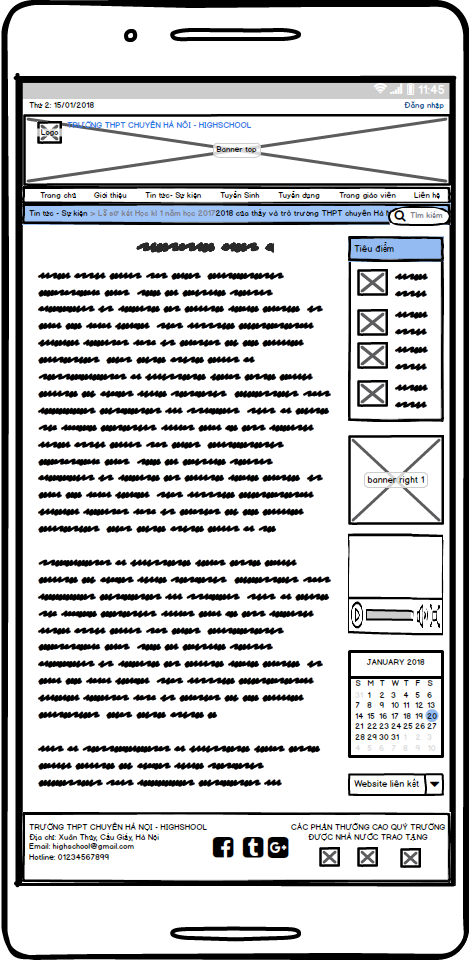 11:45
Thứ 2: 15/01/2018
Đăng nhập
TRƯỜNG THPT CHUYÊN HÀ NỘI - HIGHSCHOOL
Logo
Banner top
Trang chủ Giới thiệu Tin tức- Sự kiện Tuyển Sinh Tuyển dụng Trang giáo viên Liên hệ
Tin tức - Sự kiện > Lễ sơ kết Học kì 1 năm học 20172018 của thầy và trò trường THPT chuyên Hà N
Tìm kiếm
Tiêu điểm
banner right 1
JANUARY 2018
S M T W T F S
31 1 2 3 4 5 6
7 8 9 10 11 12 13
14 15 16 17 18 19 20
21 22 23 24 25 26 27
28 29 30 31 1 2 3
4 5 6 7 8 9 10
Website liên kết
TRƯỜNG THPT CHUYÊN HÀ NỘI - HIGHSHOOL
Địa chỉ: Xuân Thủy, Cầu Giấy, Hà Nội
Email: highschool@gmail.com
Hotline: 01234567899
CÁC PHẦN THƯỞNG CAO QUÝ TRƯỜNG
ĐƯỢC NHÀ NƯỚC TRAO TẶNG